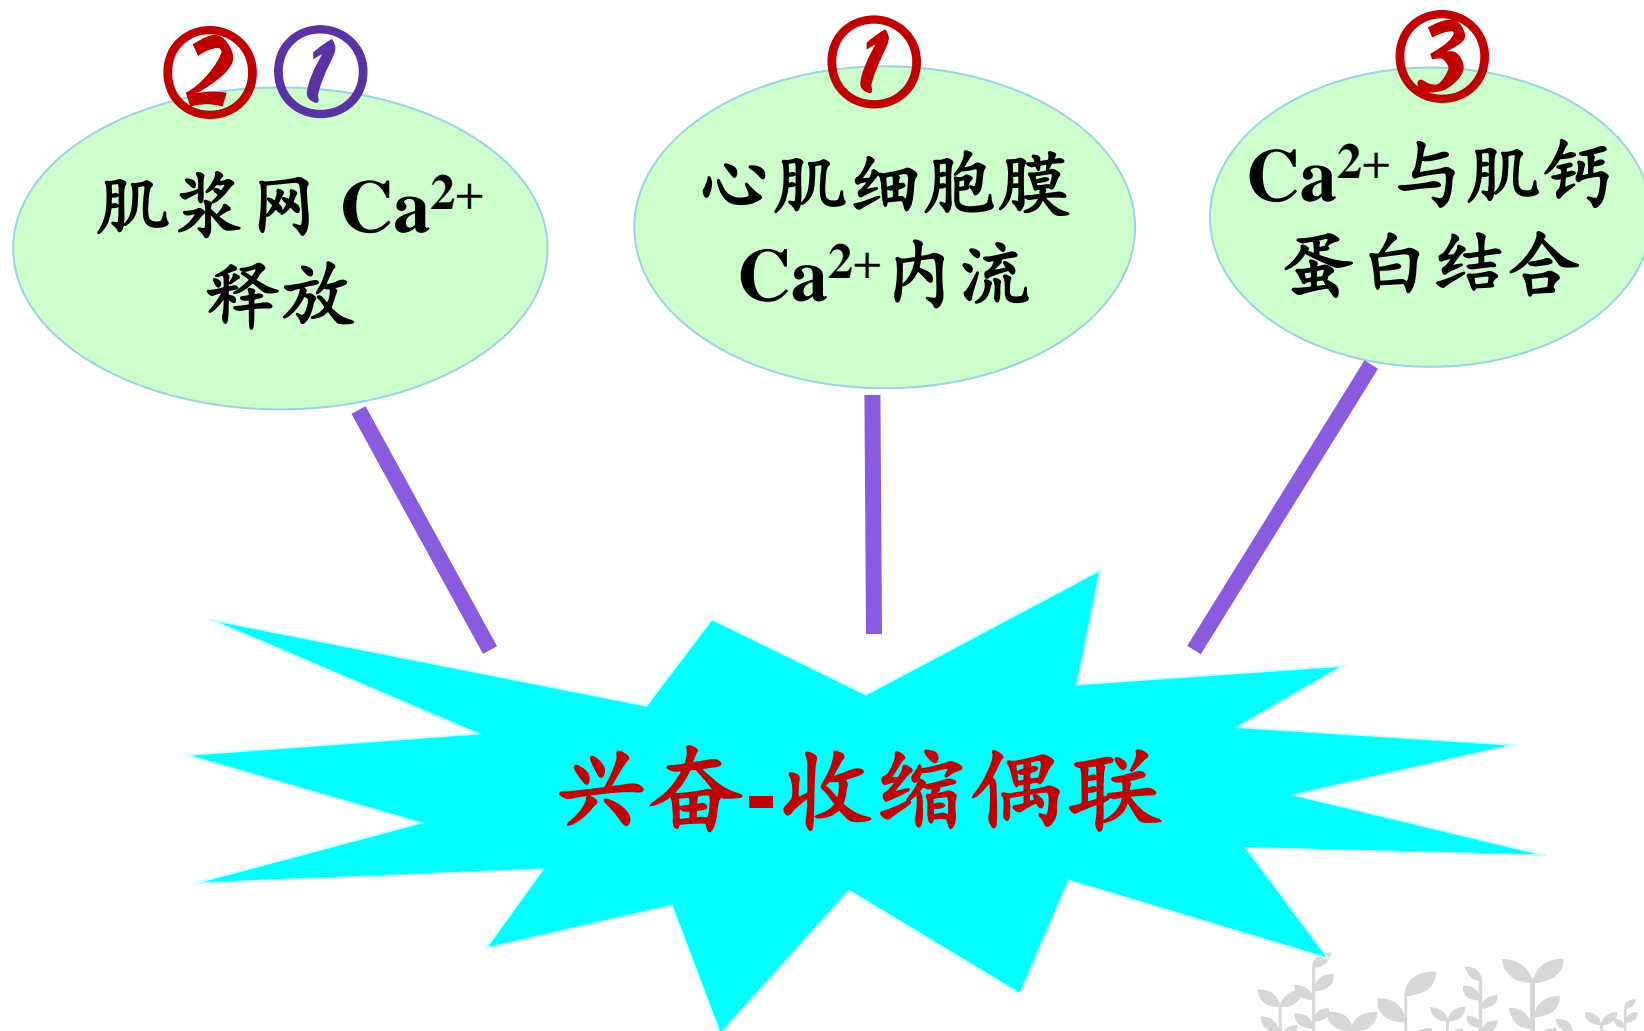 ②①
肌浆网 Ca²⁺
释放
①
心肌细胞膜
Ca²⁺内流
③
Ca²⁺与肌钙
蛋白结合
兴奋-收缩偶联